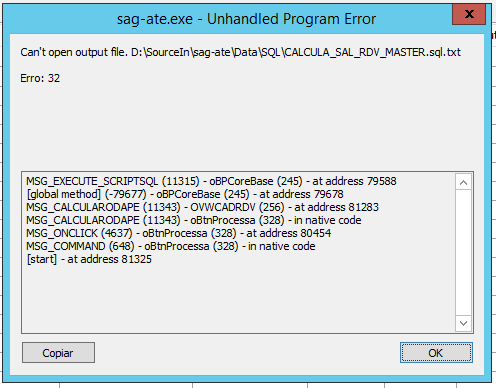 sag-ate.exe - Unhandled Program Error
x
Can't open output file. D:\SourceIn\sag-ate\Data\SQL\CALCULA_SAL_RDV_MASTER.sql.txt
Erro: 32
MSG_EXECUTE_SCRIPTSQL (11315) - oBPCoreBase (245) - at address 79588
[global method] (-79677) - oBPCoreBase (245) - at address 79678
MSG_CALCULARODAPE (11343) - OVWCADRDV (256) - at address 81283
MSG_CALCULARODAPE (11343) - oBtnProcessa (328) - in native code
MSG_ONCLICK (4637) - oBtnProcessa (328) - at address 80454
MSG_COMMAND (648) - oBtnProcessa (328) - in native code
[start] - at address 81325
Copiar
OK